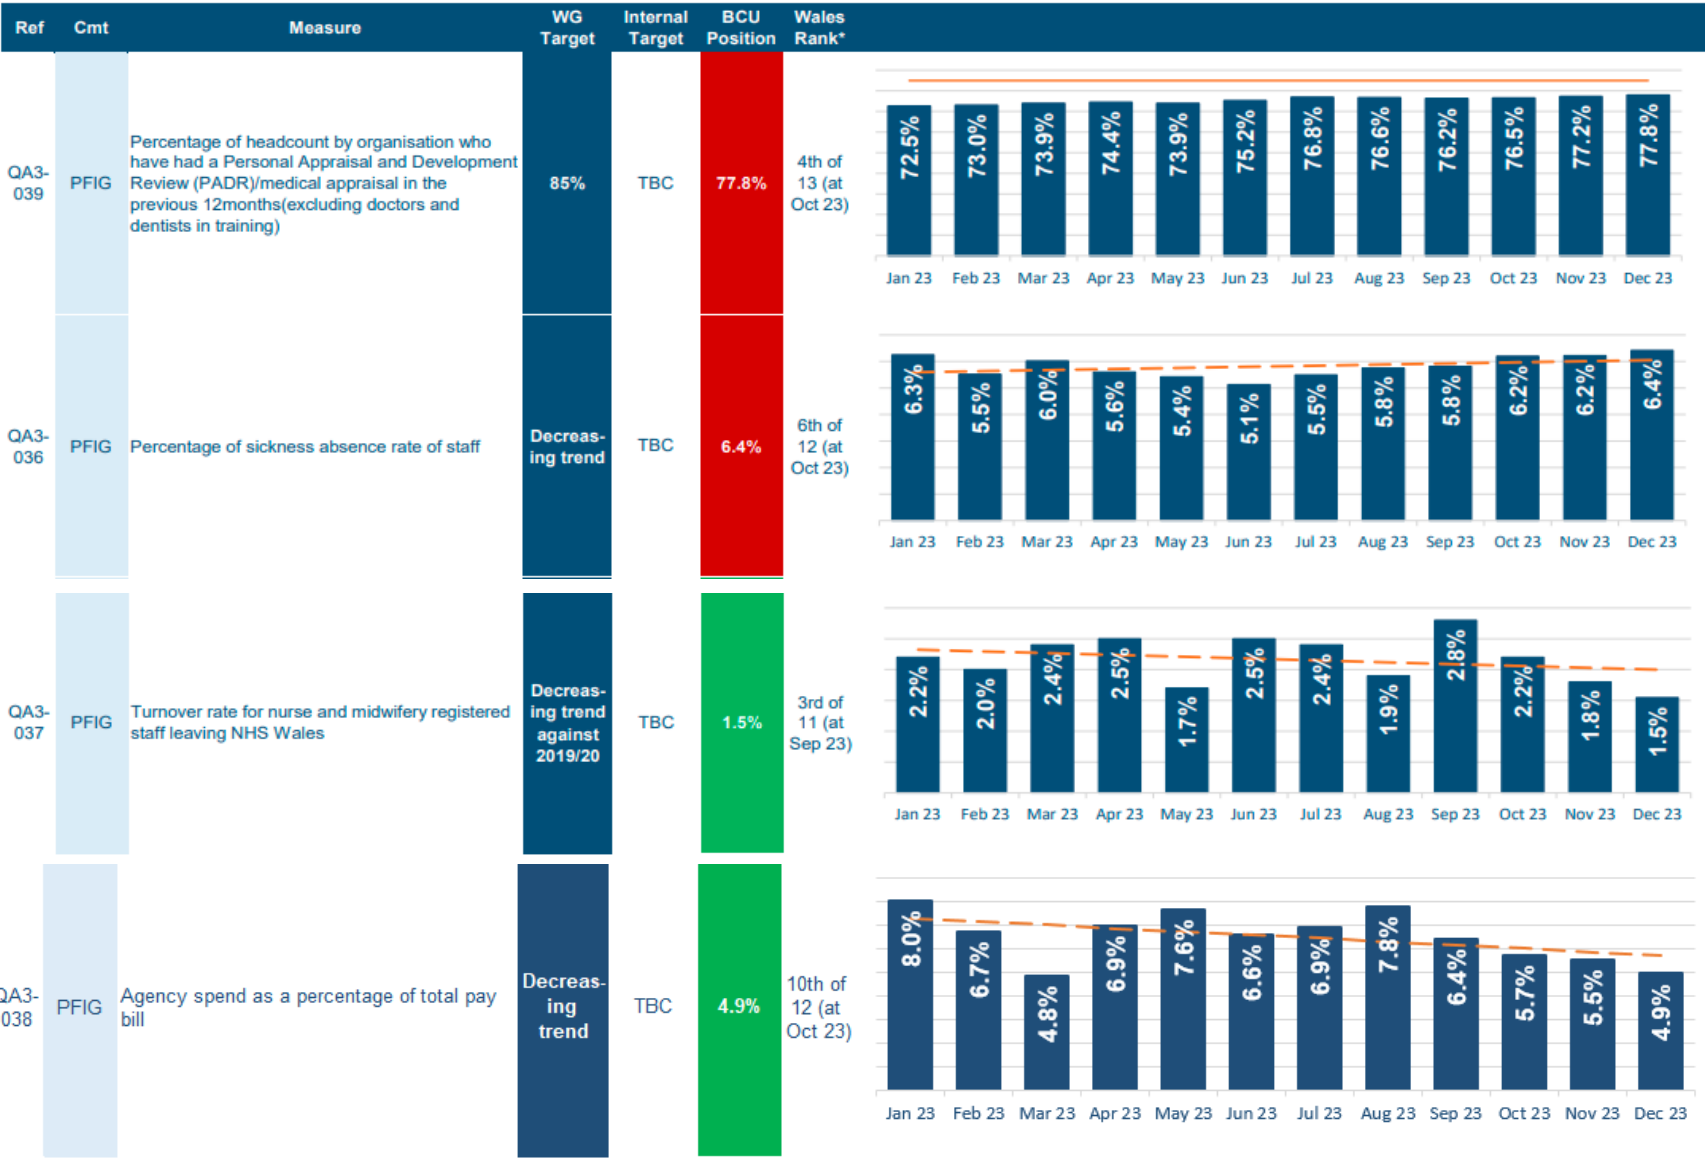 Ref Cmt Measure WG Target Internal Target BCU Position Wales Rank*
QA3-
039
PFIG
Percentage of headcount by organisation who
have had a Personal Appraisal and Development
Review (PADR)/medical appraisal in the
previous 12months(excluding doctors and
dentists in training)
85%
TBC
77.8%
4th of
13 (at
Oct 23)
72.5% 73.0% 73.9% 74.4% 73.9% 75.2% 76.8% 76.6% 76.2% 76.5% 77.2% 77.8%
Jan 23 Feb 23 Mar 23 Apr 23 May 23 Jun 23 Jul 23 Aug 23 Sep 23 Oct 23 Nov 23 Dec 23
QA3-
036
PFIG
Percentage of sickness absence rate of staff
Decreas-
ing trend
TBC
6.4%
6th of
12 (at
Oct 23)
6.3% 5.5% 6.0% 5.6% 5.4% 5.1% 5.5% 5.8% 5.8% 6.2% 6.2% 6.4%
Jan 23 Feb 23 Mar 23 Apr 23 May 23 Jun 23 Jul 23 Aug 23 Sep 23 Oct 23 Nov 23 Dec 23
QA3-
037
PFIG
Turnover rate for nurse and midwifery registered
staff leaving NHS Wales
Decreas-
ing trend
against
2019/20
TBC
1.5%
3rd of
11 (at
Sep 23)
2.2% 2.0% 2.4% 2.5% 1.7% 2.5% 2.4% 1.9% 2.8% 2.2% 1.8% 1.5%
Jan 23 Feb 23 Mar 23 Apr 23 May 23 Jun 23 Jul 23 Aug 23 Sep 23 Oct 23 Nov 23 Dec 23
QA3-
038
PFIG
Agency spend as a percentage of total pay
bill
Decreas-
ing
trend
TBC
4.9%
10th of
12 (at
Oct 23)
8.0% 6.7% 4.8% 6.9% 7.6% 6.6% 6.9% 7.8% 6.4% 5.7% 5.5% 4.9%
Jan 23 Feb 23 Mar 23 Apr 23 May 23 Jun 23 Jul 23 Aug 23 Sep 23 Oct 23 Nov 23 Dec 23